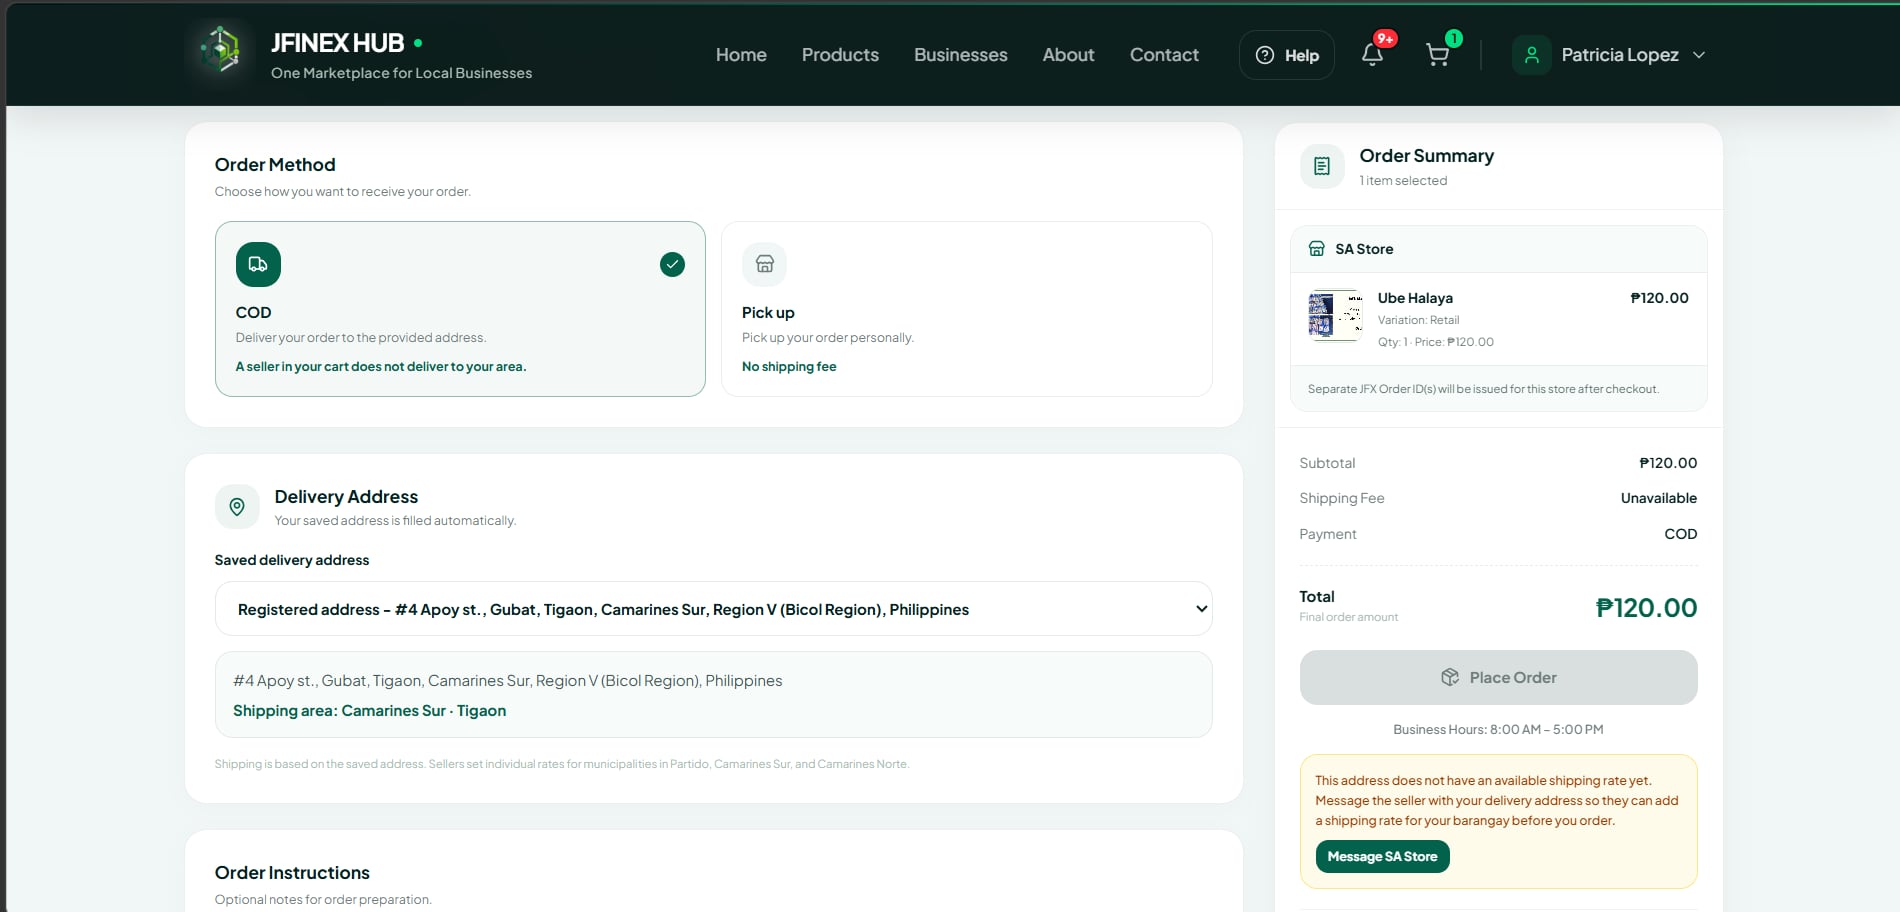 JFINEX HUB
One Marketplace for Local Businesses
Home
Products
Businesses
About
Contact
Help
9+
1
Patricia Lopez
Order Method
Choose how you want to receive your order.
COD
Deliver your order to the provided address.
A seller in your cart does not deliver to your area.
Pick up
Pick up your order personally.
No shipping fee
Delivery Address
Your saved address is filled automatically.
Saved delivery address
Registered address - #4 Apoy st., Gubat, Tigaon, Camarines Sur, Region V (Bicol Region), Philippines
#4 Apoy st., Gubat, Tigaon, Camarines Sur, Region V (Bicol Region), Philippines
Shipping area: Camarines Sur · Tigaon
Shipping is based on the saved address. Sellers set individual rates for municipalities in Partido, Camarines Sur, and Camarines Norte.
Order Instructions
Optional notes for order preparation.
Order Summary
1 item selected
SA Store
Ube Halaya
₱120.00
Variation: Retail
Qty: 1 · Price: ₱120.00
Separate JFX Order ID(s) will be issued for this store after checkout.
Subtotal
₱120.00
Shipping Fee
Unavailable
Payment
COD
Total
Final order amount
₱120.00
Place Order
Business Hours: 8:00 AM – 5:00 PM
This address does not have an available shipping rate yet.
Message the seller with your delivery address so they can add
a shipping rate for your barangay before you order.
Message SA Store